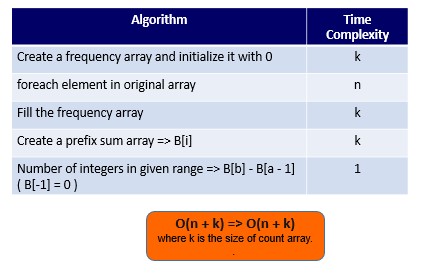 Algorithm Time
Complexity
Create a frequency array and initialize it with 0 k
foreach element in original array n
Fill the frequency array k
Create a prefix sum array => B[i] k
Number of integers in given range => B[b] - B[a - 1] 1
( B[-1] = 0 )
O(n + k) => O(n + k)
where k is the size of count array.
.